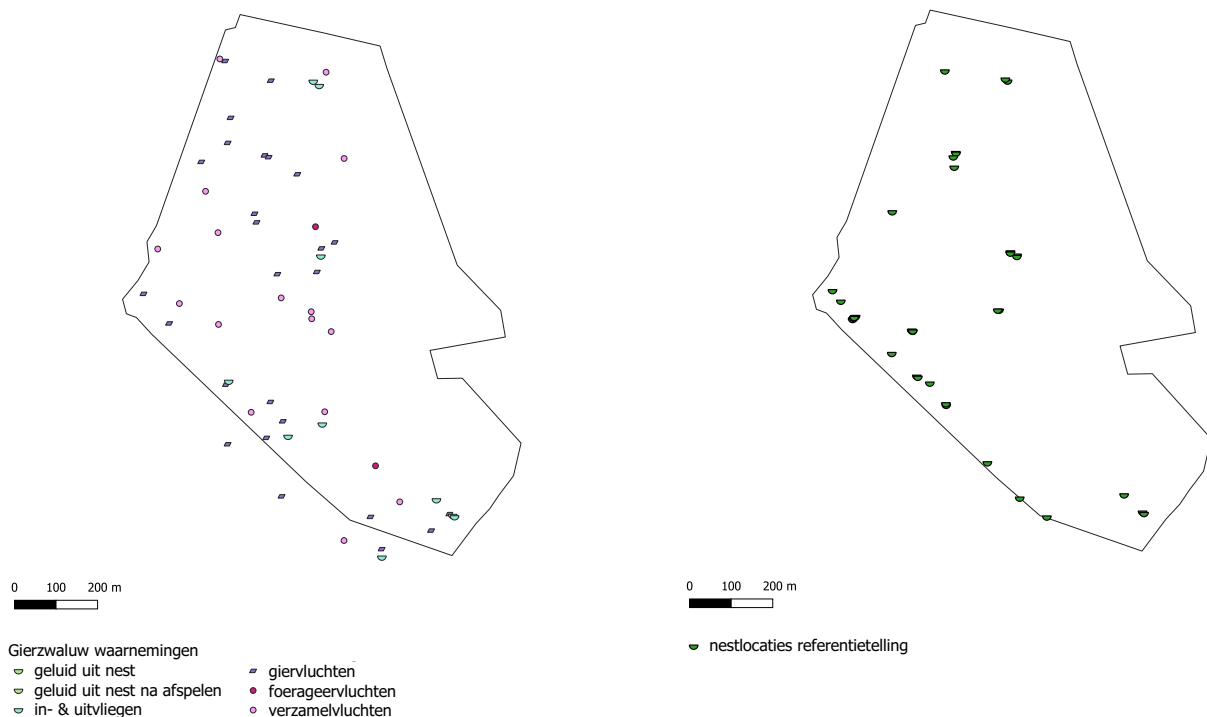 0 100 200 m
Gierzwaluw waarnemingen
geluid uit nest
geluid uit nest na afspelen
in- & uitvliegen
giervluchten
foerageervluchten
verzamelvluchten
0 100 200 m
nestlocaties referentietelling